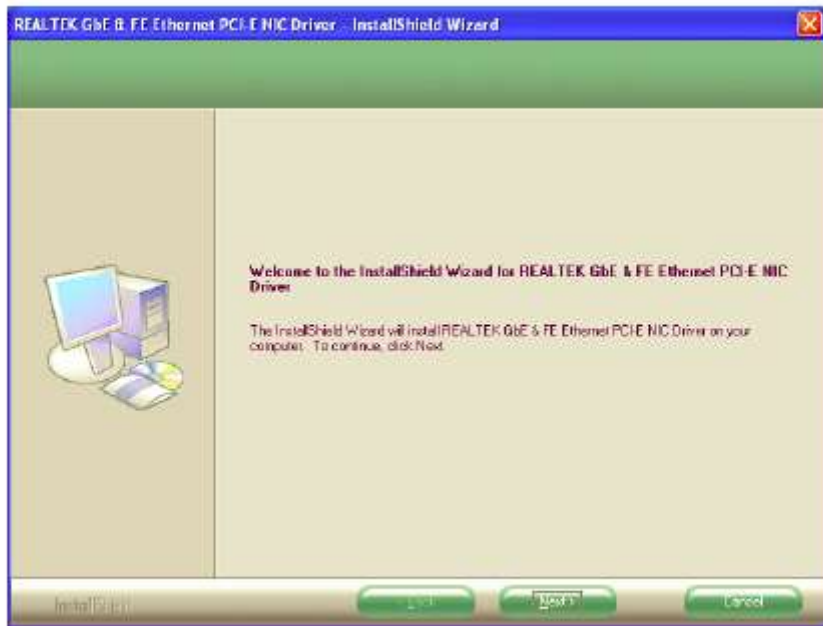 REALTEK GbE & FE Ethernet PCI-E NIC Driver - InstallShield Wizard
Welcome to the InstallShield Wizard for REALTEK GbE & FE Ethernet PCI-E NIC
Driver
The InstallShield Wizard will install REALTEK GbE & FE Ethernet PCI-E NIC Driver on your
computer. To continue, click Next
InstallShield
< Back
Next >
Cancel